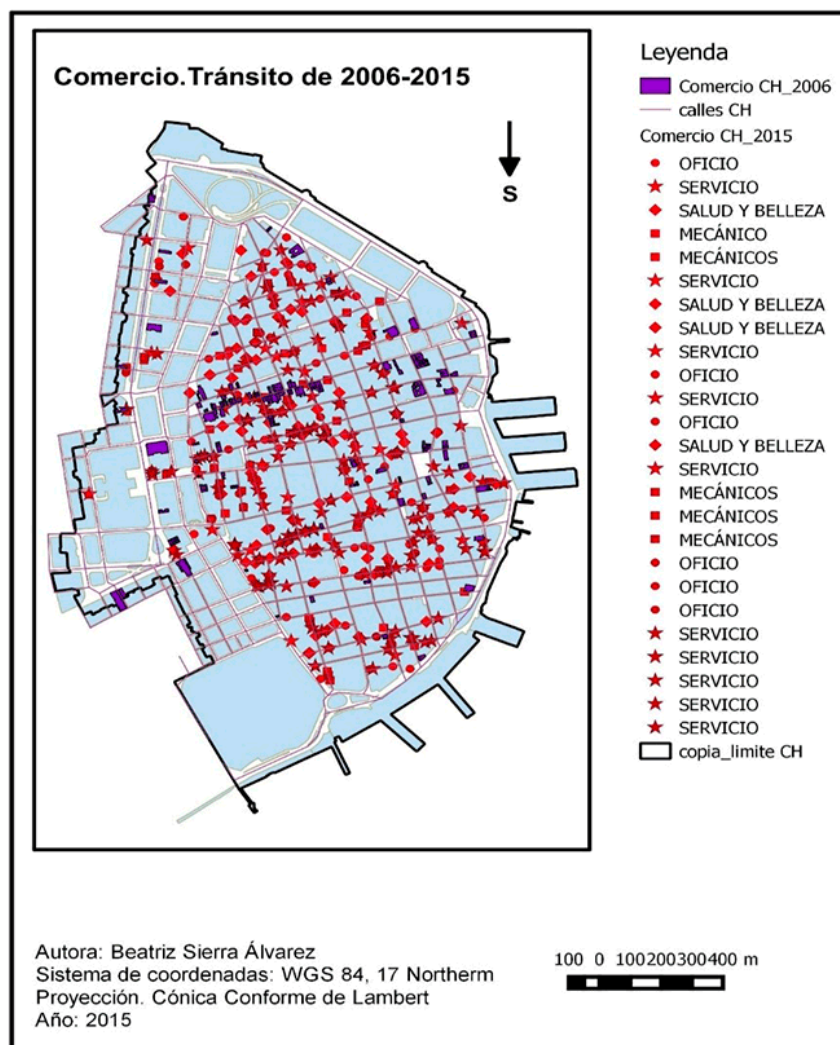 Comercio.Tránsito de 2006-2015
S
Leyenda
Comercio CH_2006
calles CH
Comercio CH_2015
OFICIO
SERVICIO
SALUD Y BELLEZA
MECÁNICO
MECÁNICOS
SERVICIO
SALUD Y BELLEZA
SALUD Y BELLEZA
SERVICIO
OFICIO
SERVICIO
OFICIO
SALUD Y BELLEZA
SERVICIO
MECÁNICOS
MECÁNICOS
MECÁNICOS
OFICIO
OFICIO
OFICIO
SERVICIO
SERVICIO
SERVICIO
SERVICIO
SERVICIO
copia_limite CH
Autora: Beatriz Sierra Álvarez
Sistema de coordenadas: WGS 84, 17 Northerm
Proyección. Cónica Conforme de Lambert
Año: 2015
100 0 100200300400 m